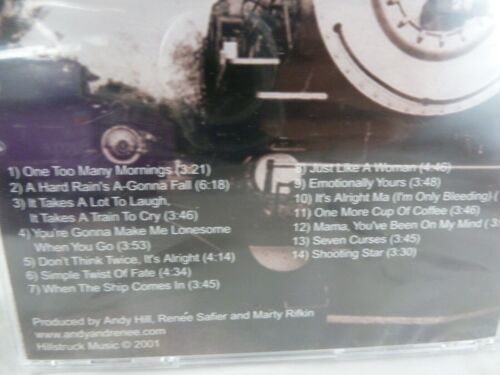 1) One Too Many Mornings (3:21)
2) A Hard Rain's A-Gonna Fall (6:18)
3) It Takes A Lot To Laugh,
It Takes A Train To Cry (3:46)
4) You're Gonna Make Me Lonesome
When You Go (3:53)
5) Don't Think Twice, It's Alright (4:14)
6) Simple Twist Of Fate (4:34)
7) When The Ship Comes In (3:45)
8) Just Like A Woman (4:46)
9) Emotionally Yours (3:48)
10) It's Alright Ma (I'm Only Bleeding)
11) One More Cup Of Coffee (3:46)
12) Mama, You've Been On My Mind
13) Seven Curses (3:45)
14) Shooting Star (3:30)
Produced by Andy Hill, Renée Safier and Marty Rifkin
www.andyandrenee.com
Hillstruck Music © 2001